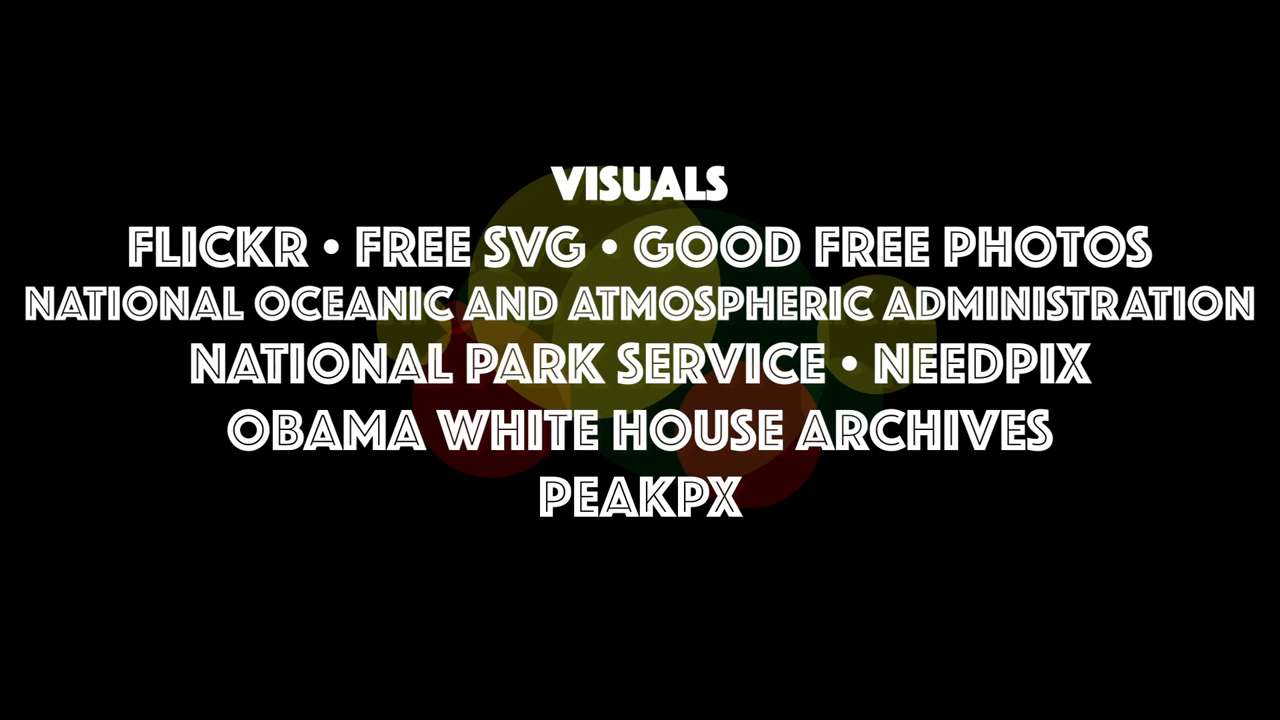 VISUALS
FLICKR • FREE SVG • GOOD FREE PHOTOS
NATIONAL OCEANIC AND ATMOSPHERIC ADMINISTRATION
NATIONAL PARK SERVICE • NEEDPIX
OBAMA WHITE HOUSE ARCHIVES
PEAKPX